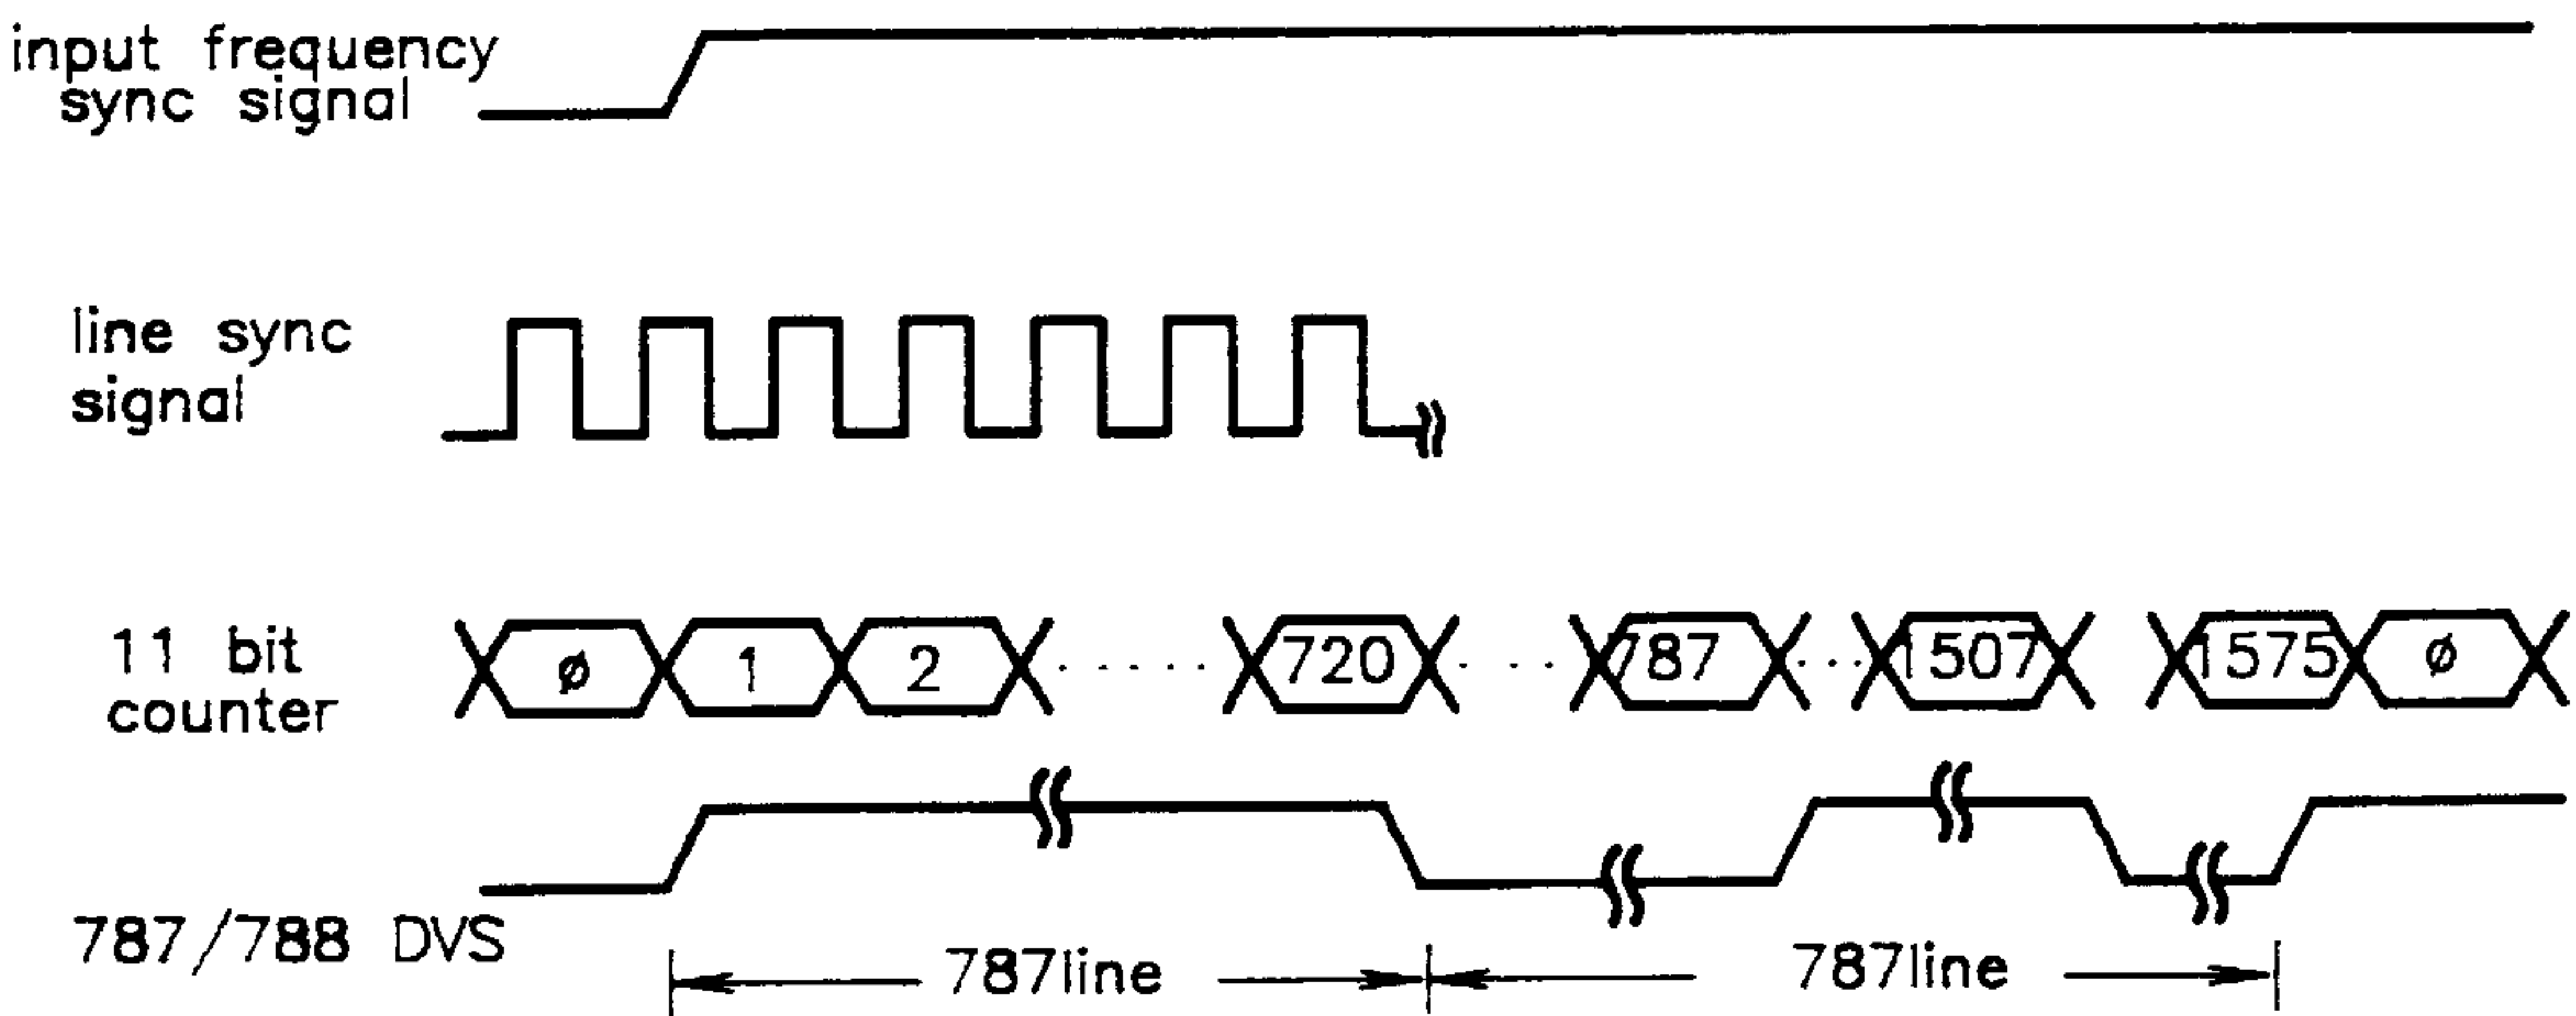 input frequency
sync signal
line sync
signal
11 bit
counter
ø 1 2 720 787 1507 1575 ø
787/788 DVS
787line 787line